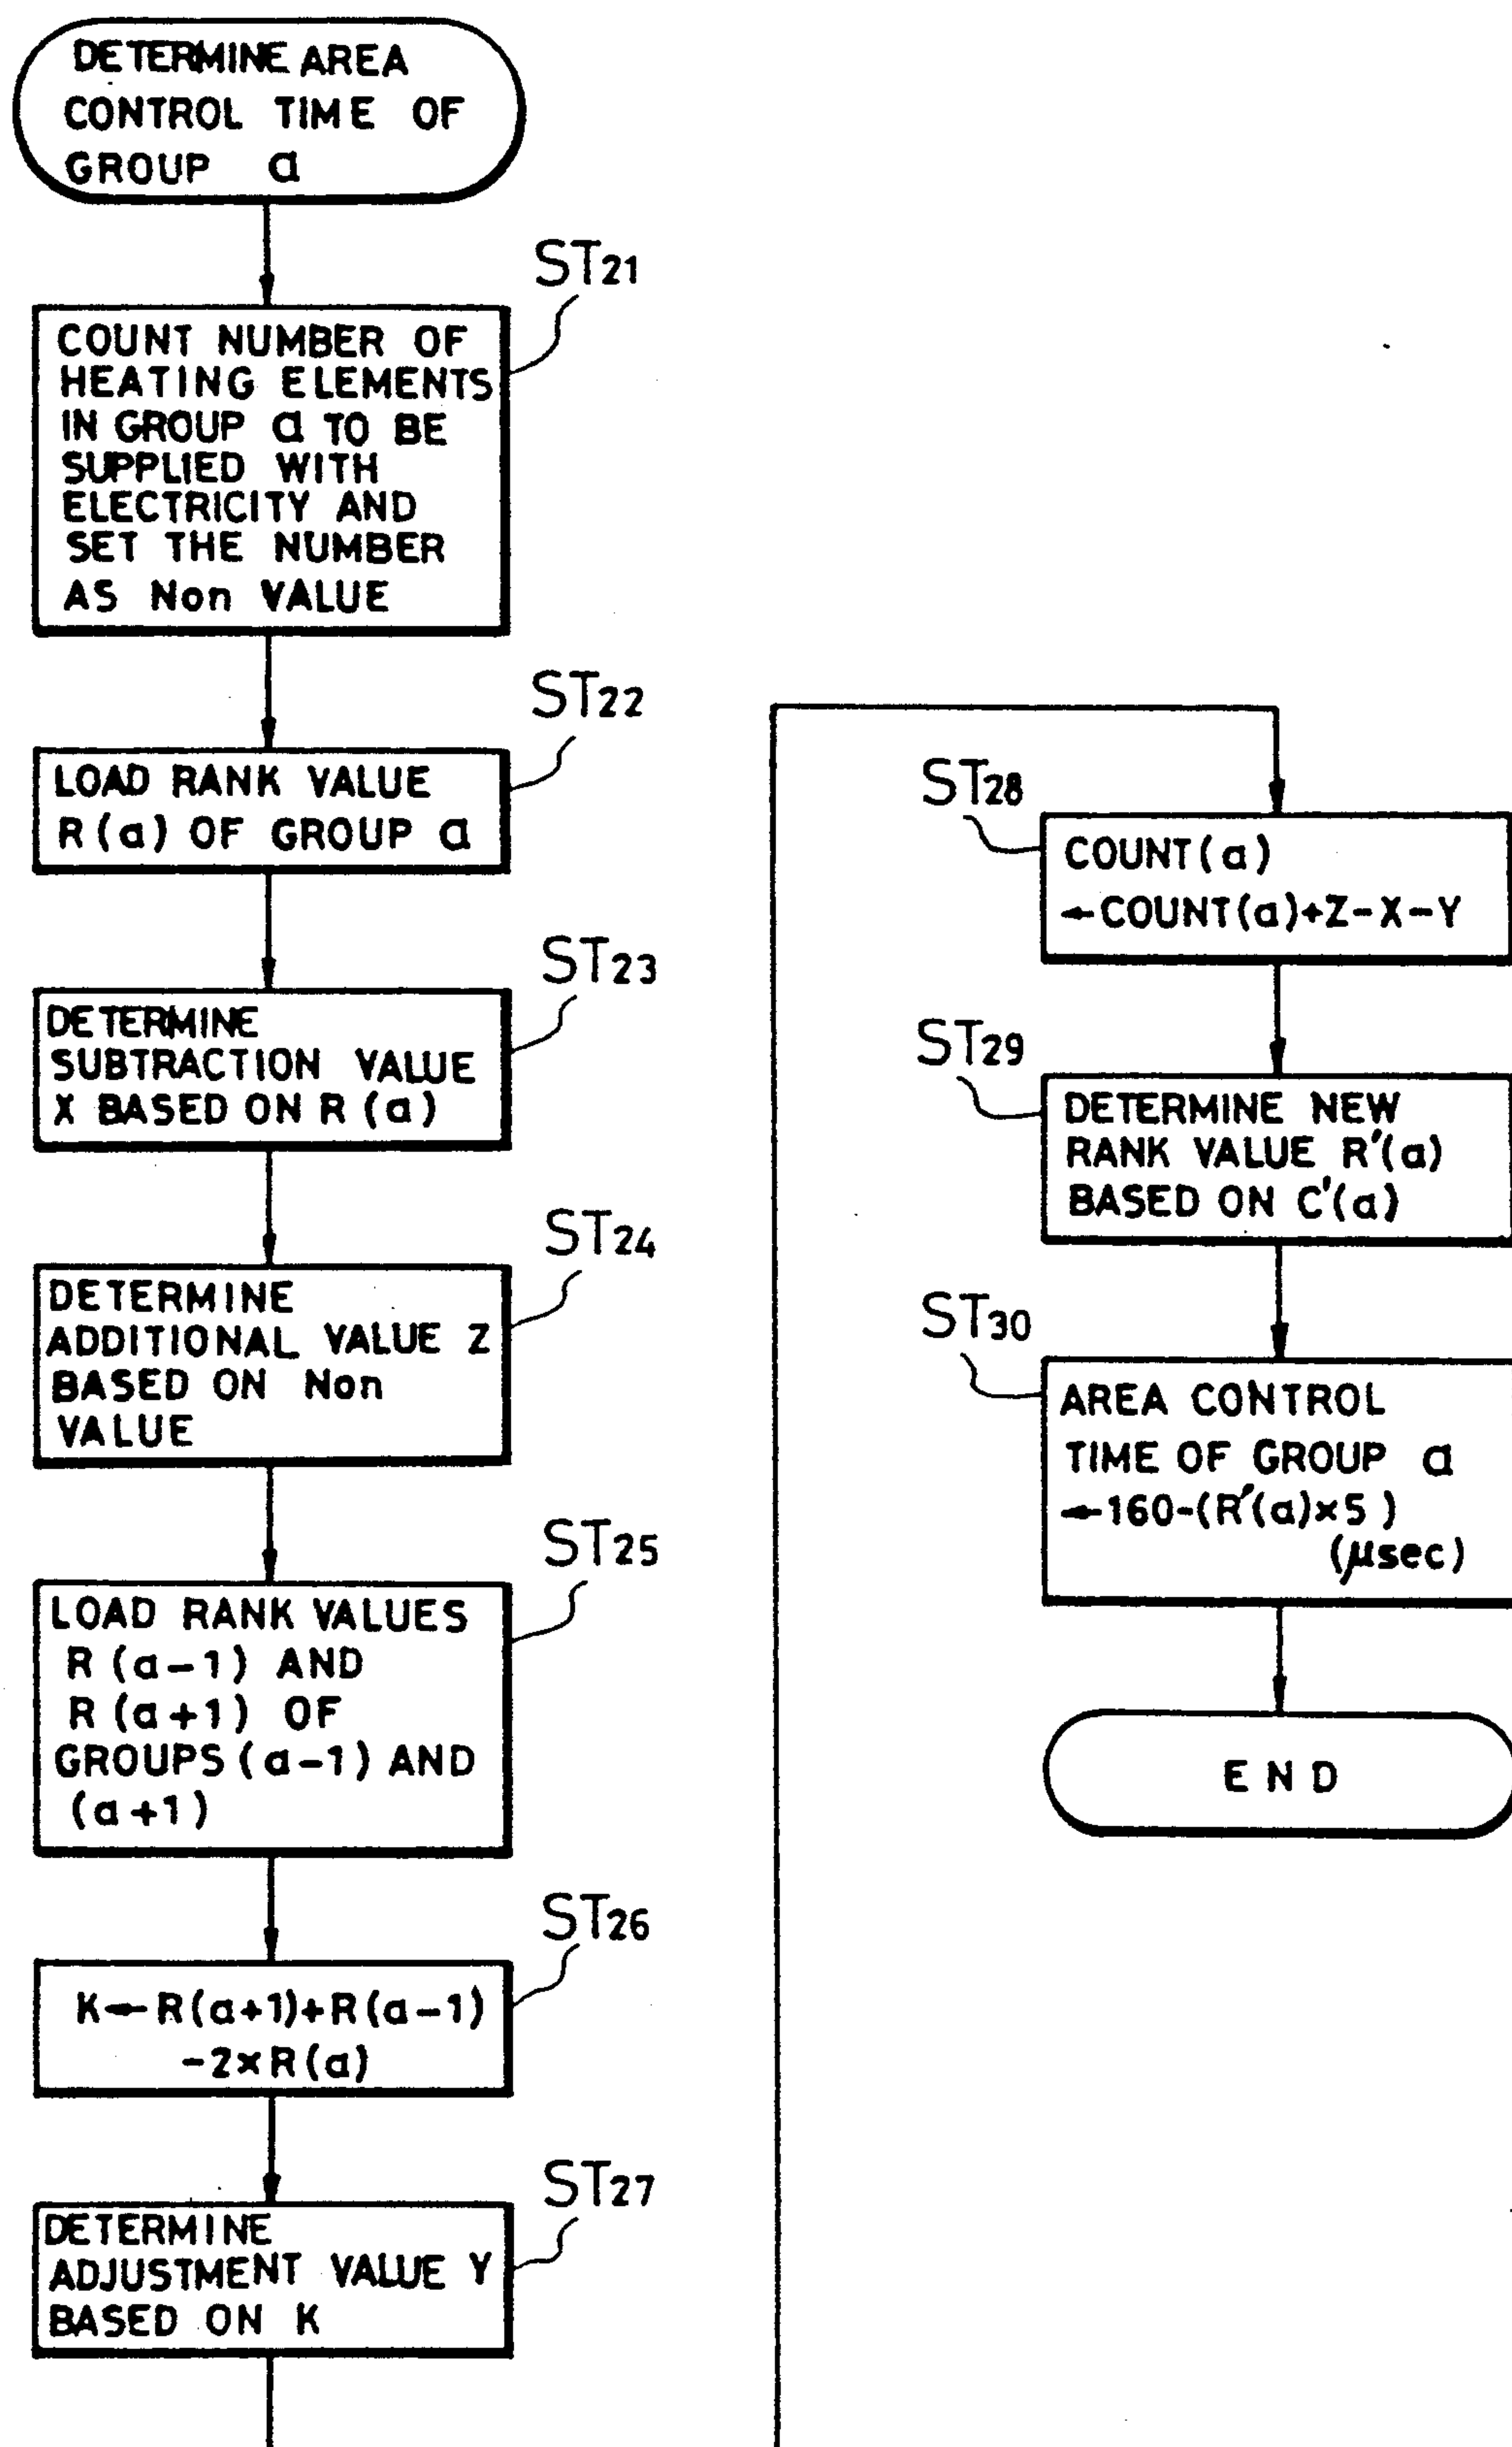 DETERMINE AREA
CONTROL TIME OF
GROUP a
ST21
COUNT NUMBER OF
HEATING ELEMENTS
IN GROUP a TO BE
SUPPLIED WITH
ELECTRICITY AND
SET THE NUMBER
AS Non VALUE
ST22
LOAD RANK VALUE
R(a) OF GROUP a
ST23
DETERMINE
SUBTRACTION VALUE
X BASED ON R(a)
ST24
DETERMINE
ADDITIONAL VALUE Z
BASED ON Non
VALUE
ST25
LOAD RANK VALUES
R(a-1) AND
R(a+1) OF
GROUPS(a-1) AND
(a+1)
ST26
K←R(a+1)+R(a-1)
-2×R(a)
ST27
DETERMINE
ADJUSTMENT VALUE Y
BASED ON K
ST28
COUNT(a)
←COUNT(a)+Z-X-Y
ST29
DETERMINE NEW
RANK VALUE R'(a)
BASED ON C'(a)
ST30
AREA CONTROL
TIME OF GROUP a
←160-(R'(a)×5)
(μsec)
END